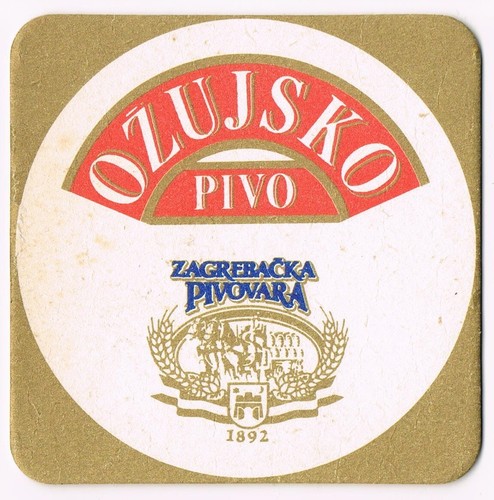 OŽUJSKO
PIVO
ZAGREBAČKA
PIVOVARA
1892